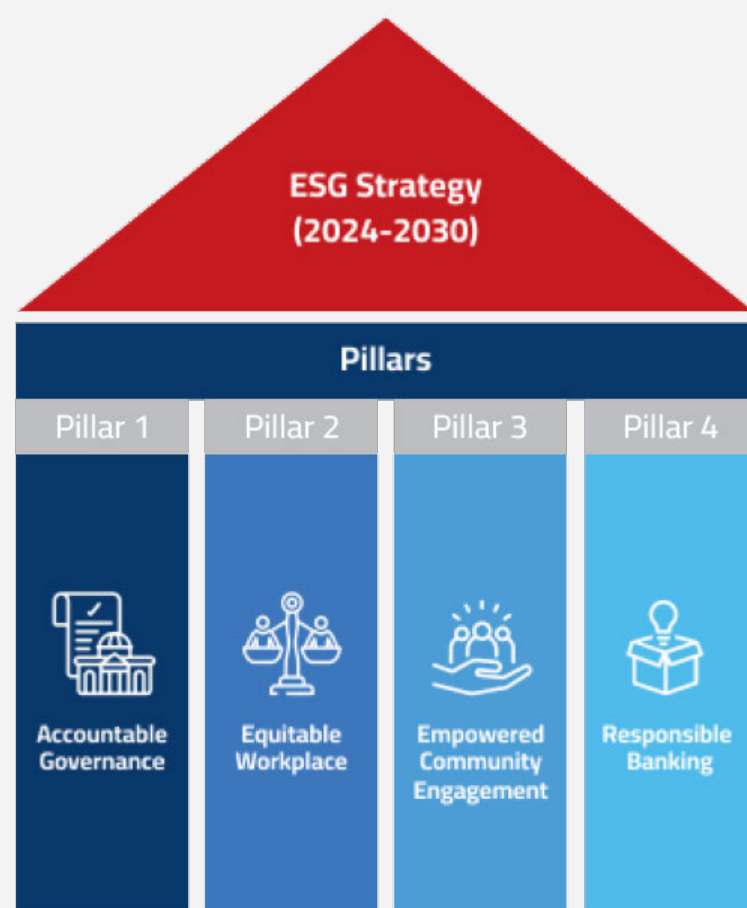 ESG Strategy
(2024-2030)
Pillars
Pillar 1
Pillar 2
Pillar 3
Pillar 4
Accountable
Governance
Equitable
Workplace
Empowered
Community
Engagement
Responsible
Banking